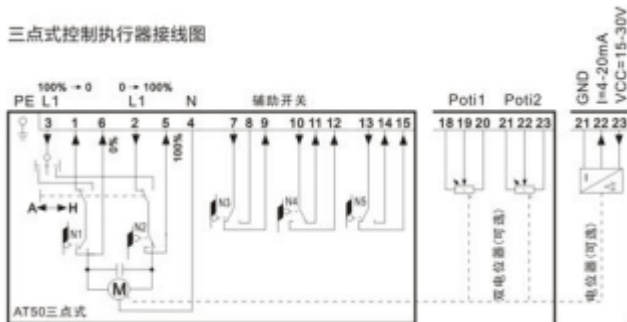 三点式控制执行器接线图
100% → 0 0 → 100%
PE L1 L1 N 辅助开关 Poti1 Poti2 GND I=4-20mA VCC=15-30V
3 1 6 2 5 4 7 8 9 10 11 12 13 14 15 18 19 20 21 22 23 21 22 23
0% 100%
A H
N1 N2 N3 N4 N5
M
双电位器(可选) 电位器(可选)
AT50三点式